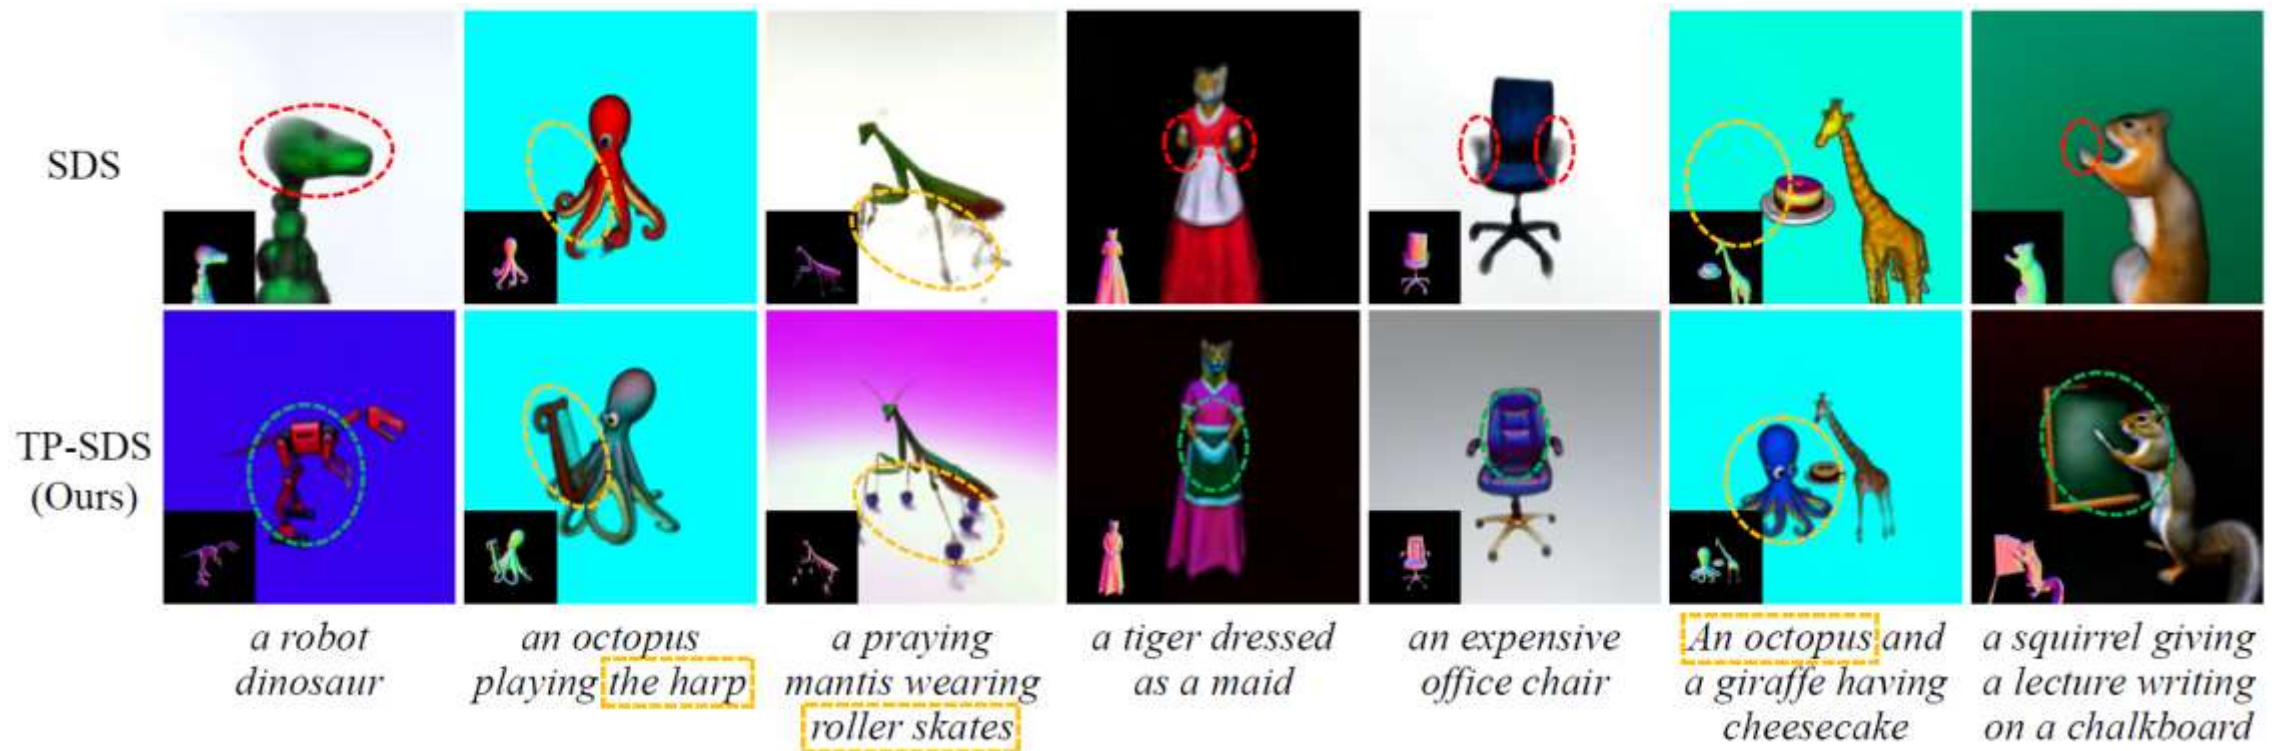 SDS
TP-SDS
(Ours)
a robot
dinosaur
an octopus
playing the harp
a praying
mantis wearing
roller skates
a tiger dressed
as a maid
an expensive
office chair
An octopus and
a giraffe having
cheesecake
a squirrel giving
a lecture writing
on a chalkboard